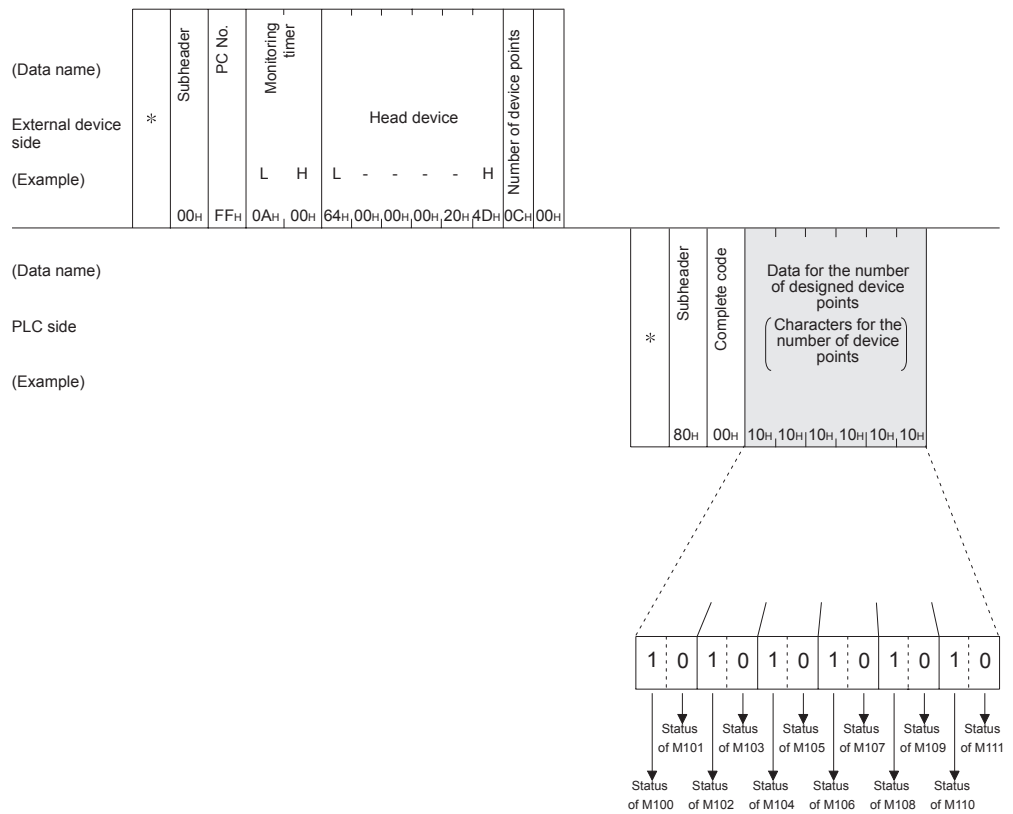 (Data name)
External device
side
(Example)
*
Subheader
PC No.
Monitoring
timer
Head device
Number of device points
L H L - - - - H
00H FFH 0AH 00H 64H 00H 00H 00H 20H 4DH 0CH 00H
(Data name)
PLC side
(Example)
*
Subheader
Complete code
Data for the number
of designed device
points
(Characters for the
number of device
points)
80H 00H 10H 10H 10H 10H 10H 10H
1 0 1 0 1 0 1 0 1 0 1 0
Status Status Status Status Status Status
of M101 of M103 of M105 of M107 of M109 of M111
Status Status Status Status Status Status
of M100 of M102 of M104 of M106 of M108 of M110